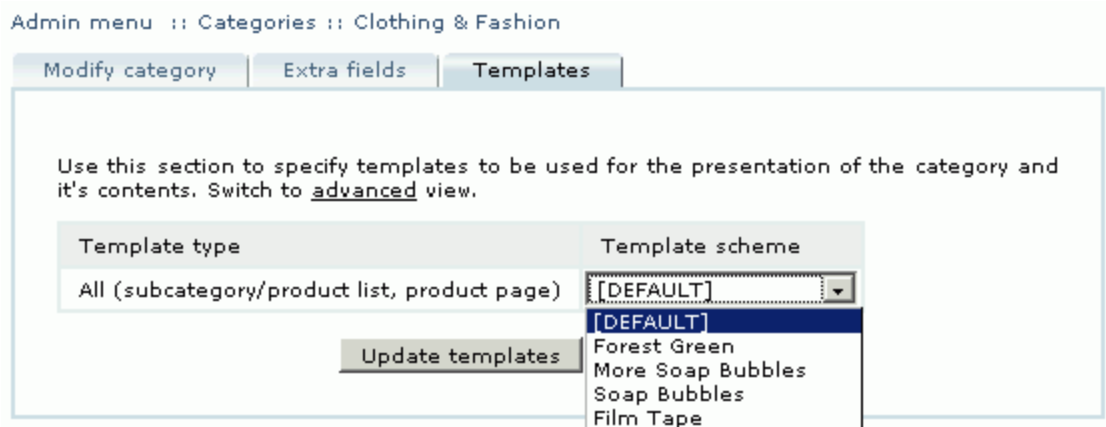 Admin menu :: Categories :: Clothing & Fashion
Modify category Extra fields Templates
Use this section to specify templates to be used for the presentation of the category and
it's contents. Switch to advanced view.
Template type Template scheme
All (subcategory/product list, product page) [DEFAULT]
[DEFAULT]
Forest Green
Update templates
More Soap Bubbles
Soap Bubbles
Film Tape